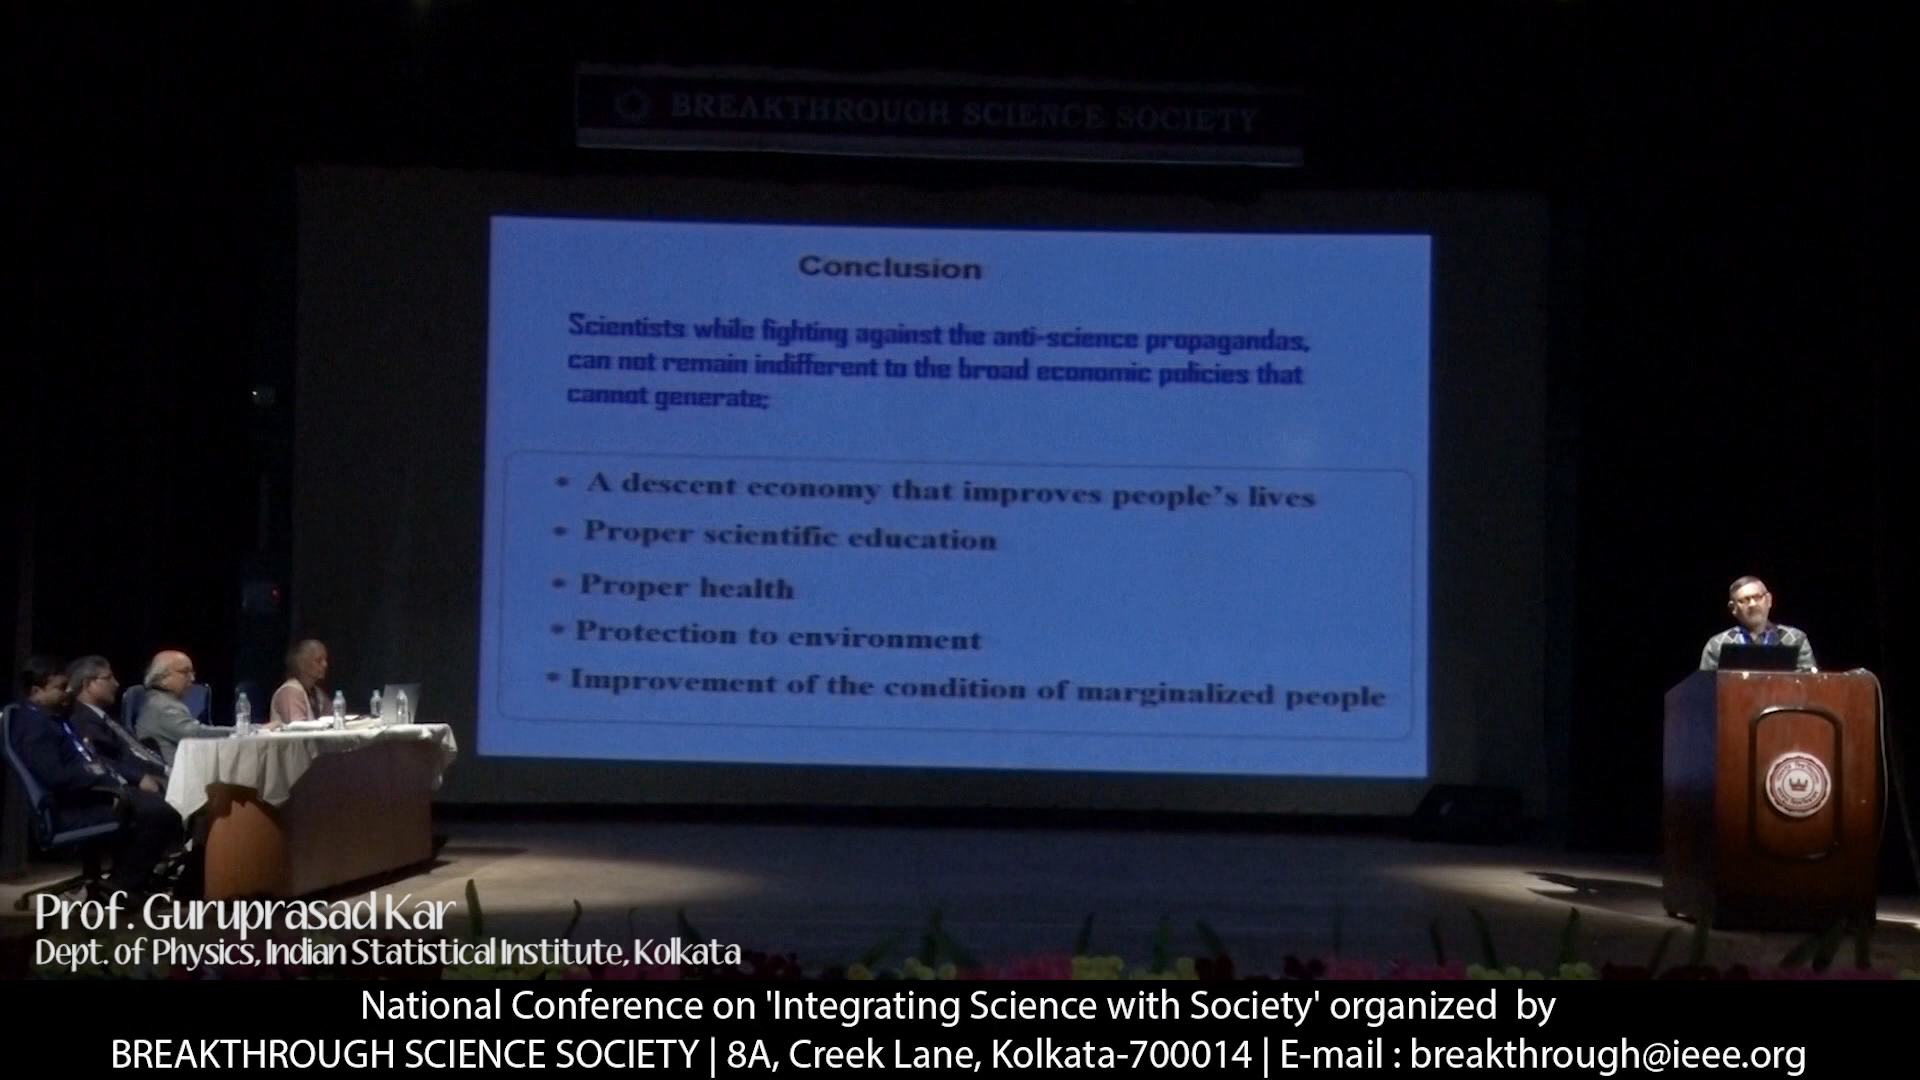 BREAKTHROUGH SCIENCE SOCIETY
Conclusion
Scientists while fighting against the anti-science propagandas,
can not remain indifferent to the broad economic policies that
cannot generate;
* A descent economy that improves people's lives
* Proper scientific education
* Proper health
* Protection to environment
* Improvement of the condition of marginalized people
Prof. Guruprasad Kar
Dept. of Physics, Indian Statistical Institute, Kolkata
National Conference on 'Integrating Science with Society' organized by
BREAKTHROUGH SCIENCE SOCIETY | 8A, Creek Lane, Kolkata-700014 | E-mail : breakthrough@ieee.org